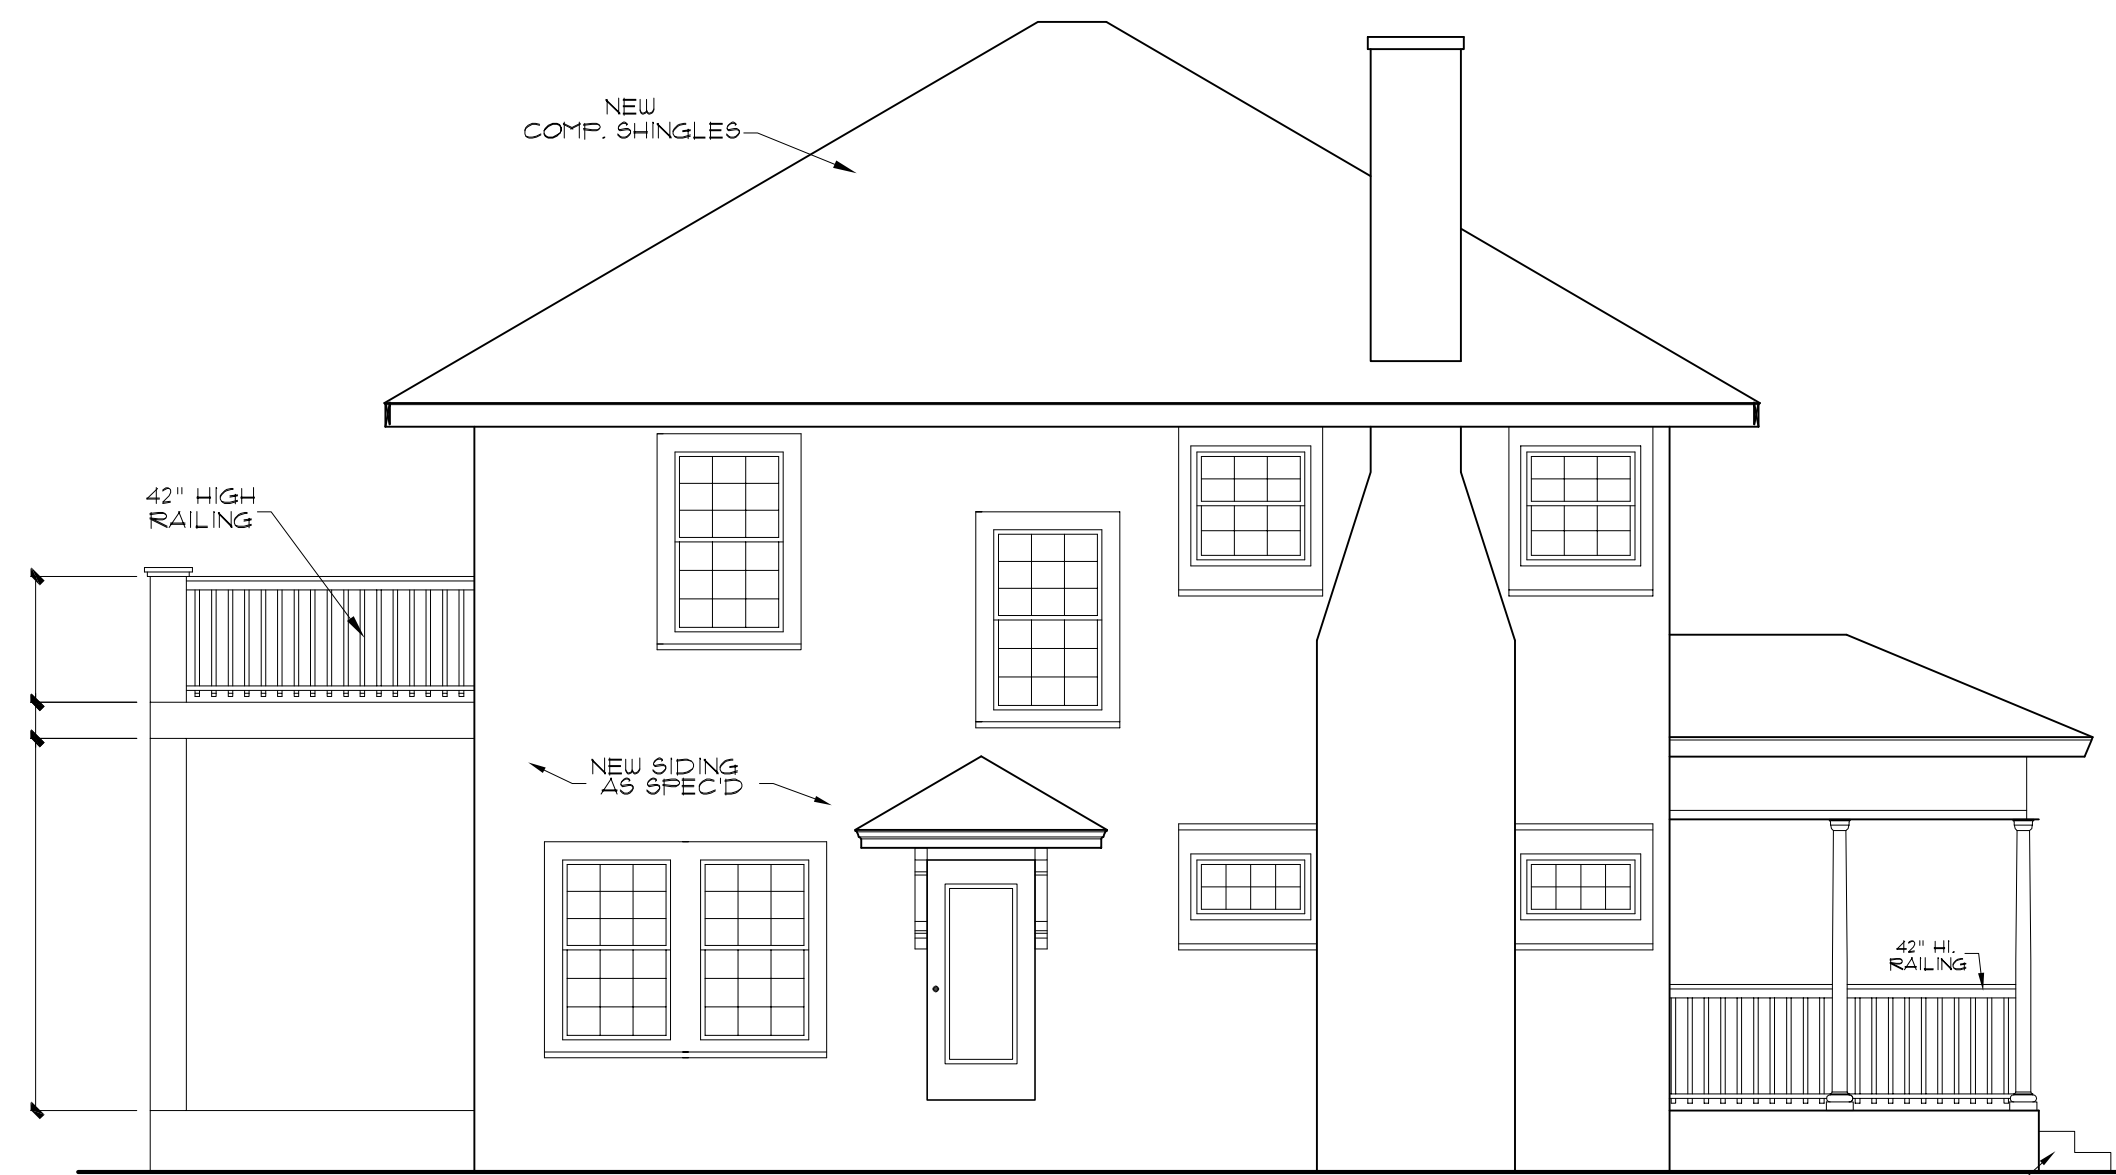 NEW
COMP. SHINGLES
42" HIGH
RAILING
NEW SIDING
AS SPEC'D
42" HI.
RAILING